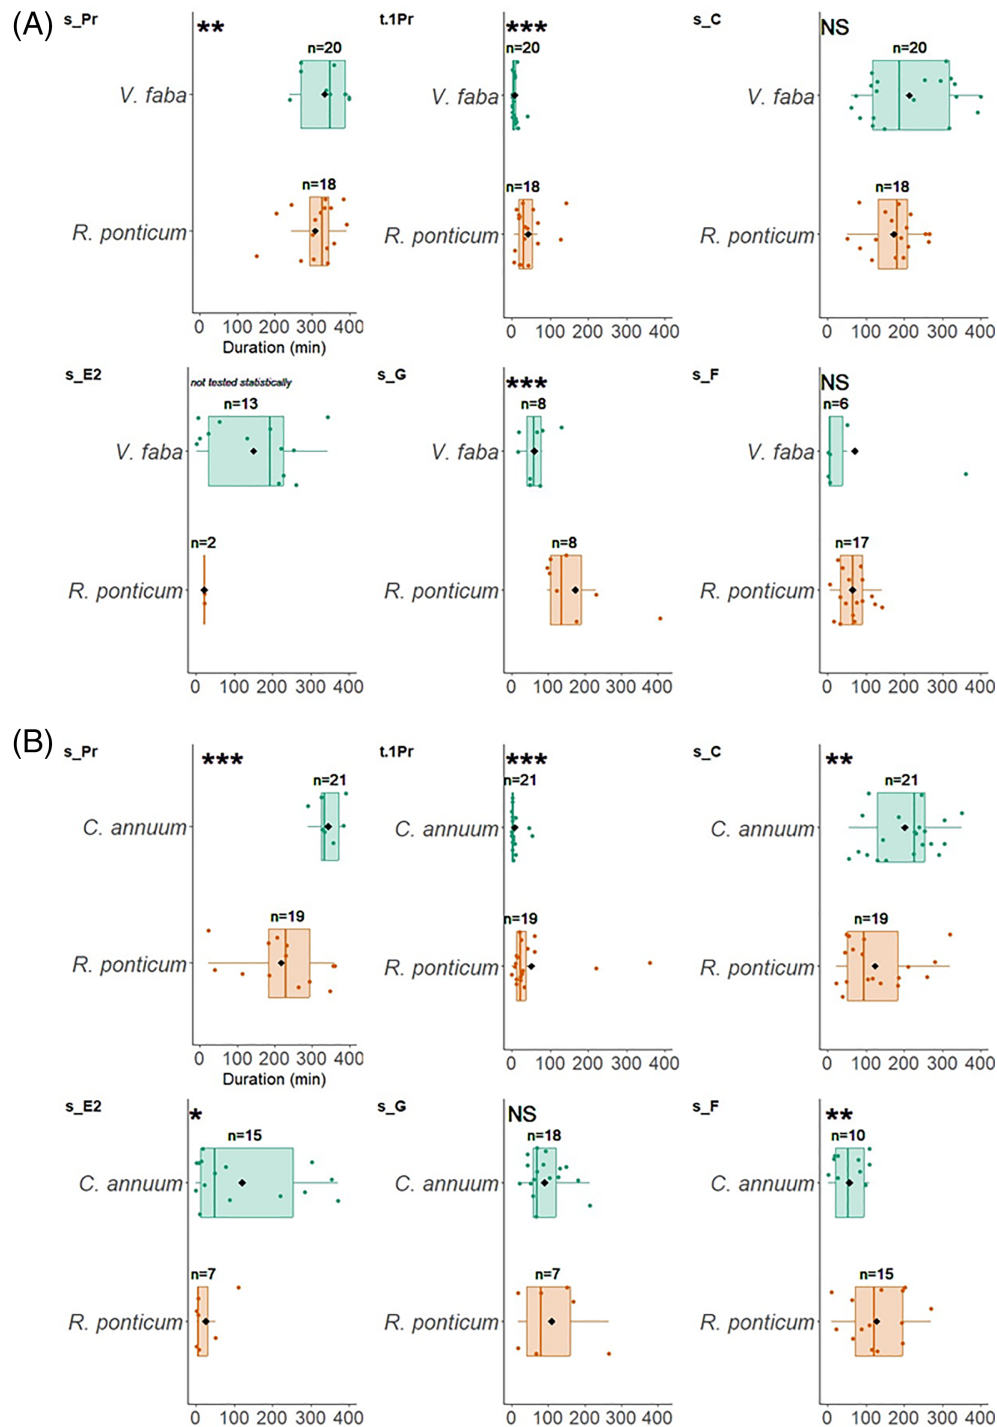 (A)
s_Pr
**
n=20
V. faba
n=18
R. ponticum
0 100 200 300 400
Duration (min)
t.1Pr
***
n=20
V. faba
n=18
R. ponticum
0 100 200 300 400
s_C
NS
n=20
V. faba
n=18
R. ponticum
0 100 200 300 400
s_E2
not tested statistically
n=13
V. faba
n=2
R. ponticum
0 100 200 300 400
s_G
***
n=8
V. faba
n=8
R. ponticum
0 100 200 300 400
s_F
NS
n=6
V. faba
n=17
R. ponticum
0 100 200 300 400
(B)
s_Pr
***
n=21
C. annuum
n=19
R. ponticum
0 100 200 300 400
Duration (min)
t.1Pr
***
n=21
C. annuum
n=19
R. ponticum
0 100 200 300 400
s_C
**
n=21
C. annuum
n=19
R. ponticum
0 100 200 300 400
s_E2
*
n=15
C. annuum
n=7
R. ponticum
0 100 200 300 400
s_G
NS
n=18
C. annuum
n=7
R. ponticum
0 100 200 300 400
s_F
**
n=10
C. annuum
n=15
R. ponticum
0 100 200 300 400